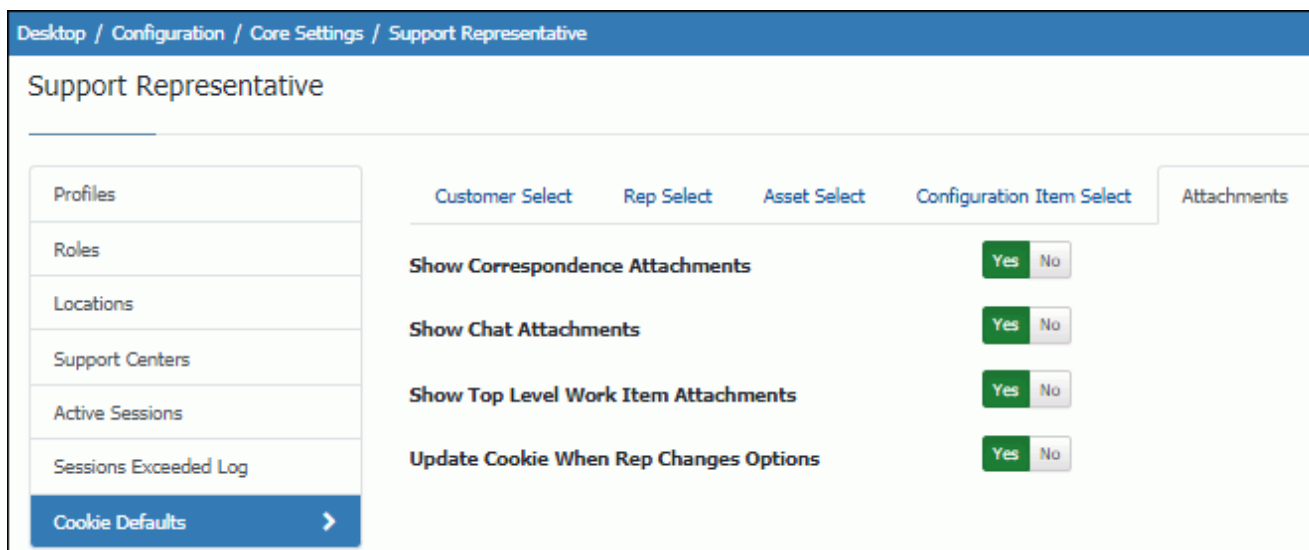 Desktop / Configuration / Core Settings / Support Representative
Support Representative
Profiles
Roles
Locations
Support Centers
Active Sessions
Sessions Exceeded Log
Cookie Defaults
Customer Select Rep Select Asset Select Configuration Item Select Attachments
Show Correspondence Attachments Yes No
Show Chat Attachments Yes No
Show Top Level Work Item Attachments Yes No
Update Cookie When Rep Changes Options Yes No